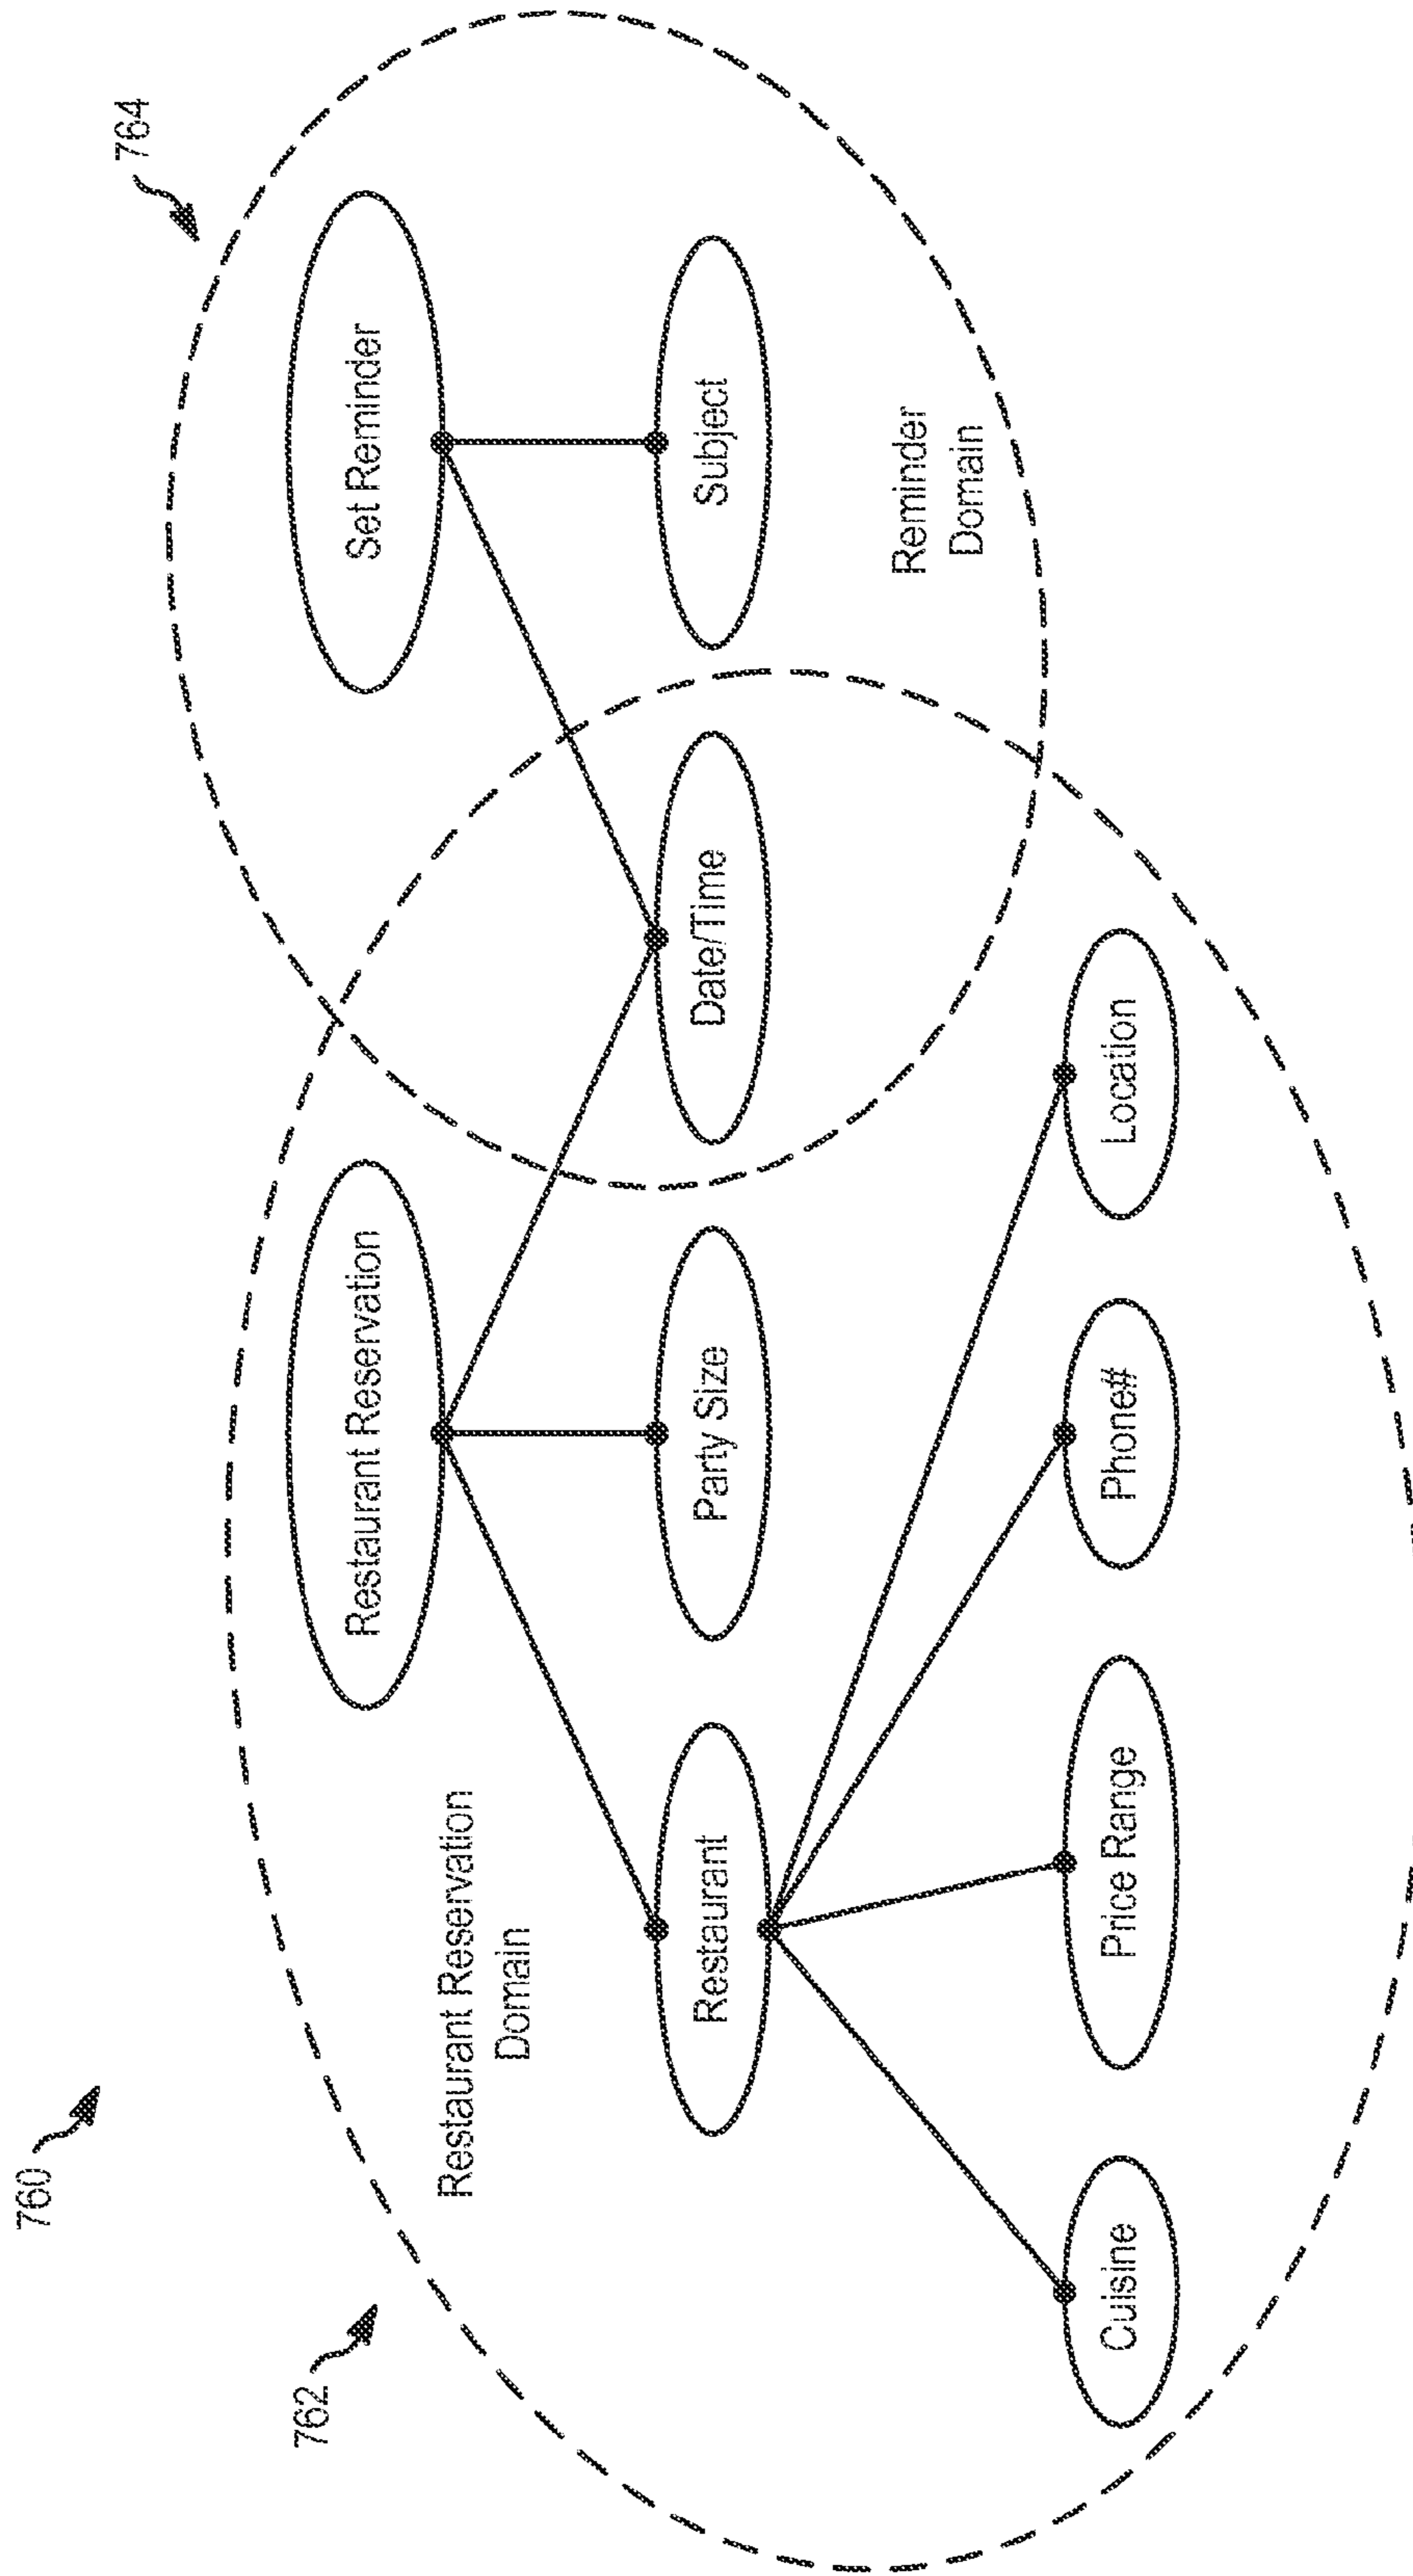 760
762
764
Restaurant Reservation
Set Reminder
Restaurant Reservation
Domain
Restaurant
Party Size
Date/Time
Subject
Reminder
Domain
Cuisine
Price Range
Phone#
Location